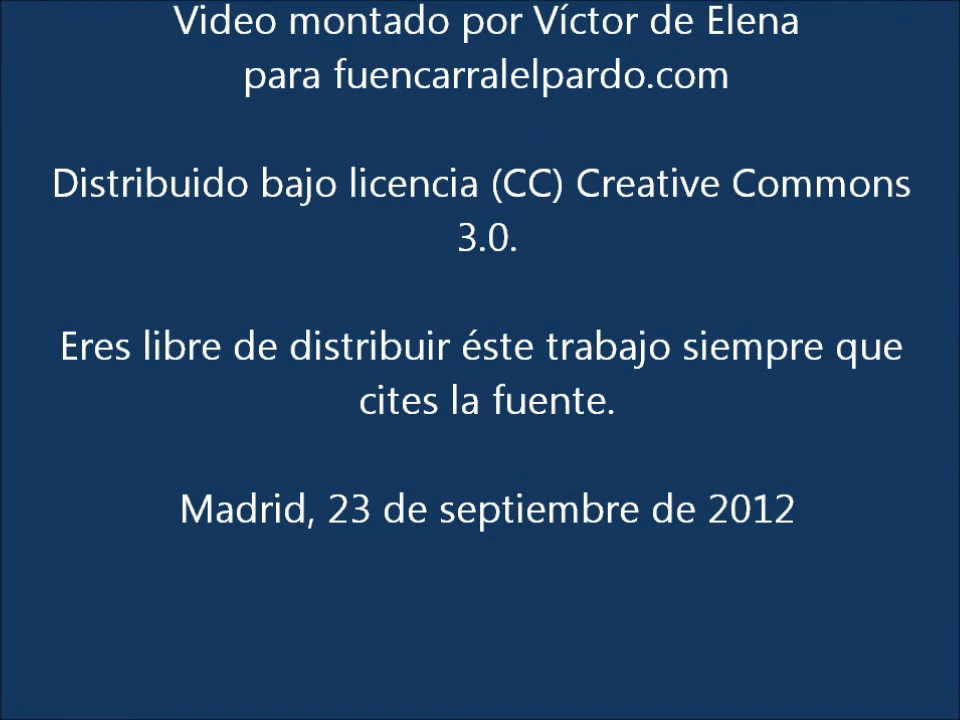 Video montado por Víctor de Elena
para fuencarralelpardo.com
Distribuido bajo licencia (CC) Creative Commons
3.0.
Eres libre de distribuir éste trabajo siempre que
cites la fuente.
Madrid, 23 de septiembre de 2012